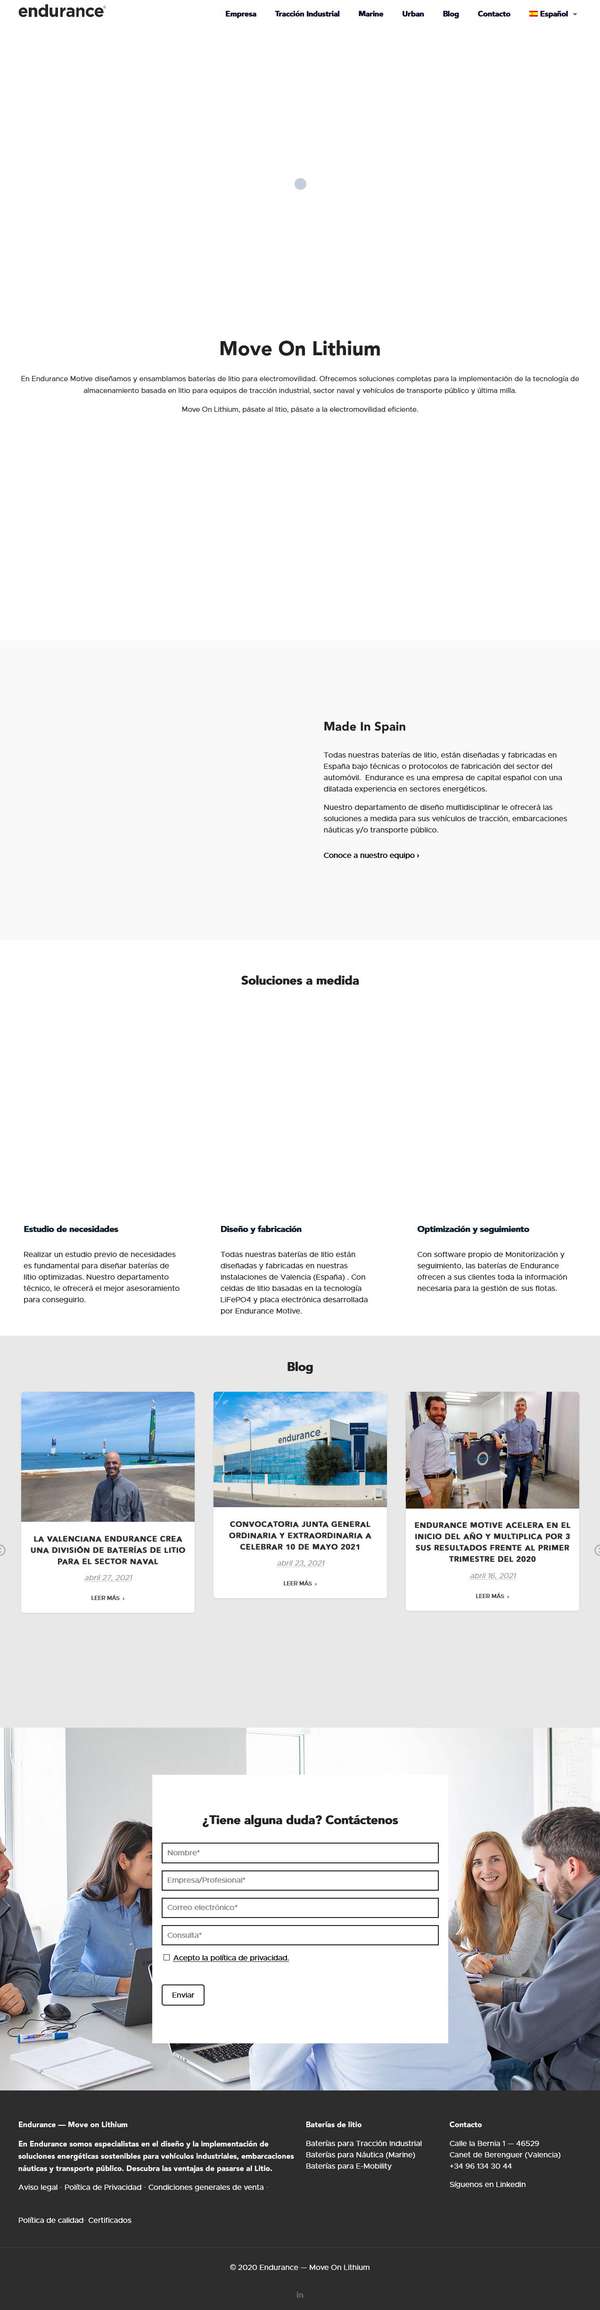 endurance
Empresa
Tracción Industrial
Marine
Urban
Blog
Contacto
Español
Move On Lithium
En Endurance Motive diseñamos y ensamblamos baterías de litio para electromovilidad. Ofrecemos soluciones completas para la implementación de la tecnología de
almacenamiento basada en litio para equipos de tracción industrial, sector naval y vehículos de transporte público y última milla.
Move On Lithium, pásate al litio, pásate a la electromovilidad eficiente.
Made In Spain
Todas nuestras baterías de litio, están diseñadas y fabricadas en
España bajo técnicas o protocolos de fabricación del sector del
automóvil. Endurance es una empresa de capital español con una
dilatada experiencia en sectores energéticos.
Nuestro departamento de diseño multidisciplinar le ofrecerá las
soluciones a medida para sus vehículos de tracción, embarcaciones
náuticas y/o transporte público.
Conoce a nuestro equipo ›
Soluciones a medida
Estudio de necesidades
Realizar un estudio previo de necesidades
es fundamental para diseñar baterías de
litio optimizadas. Nuestro departamento
técnico, le ofrecerá el mejor asesoramiento
para conseguirlo.
Diseño y fabricación
Todas nuestras baterías de litio están
diseñadas y fabricadas en nuestras
instalaciones de Valencia (España) . Con
celdas de litio basadas en la tecnología
LiFePO4 y placa electrónica desarrollada
por Endurance Motive.
Optimización y seguimiento
Con software propio de Monitorización y
seguimiento, las baterías de Endurance
ofrecen a sus clientes toda la información
necesaria para la gestión de sus flotas.
Blog
LA VALENCIANA ENDURANCE CREA
UNA DIVISIÓN DE BATERÍAS DE LITIO
PARA EL SECTOR NAVAL
abril 27, 2021
LEER MÁS ›
endurance
CONVOCATORIA JUNTA GENERAL
ORDINARIA Y EXTRAORDINARIA A
CELEBRAR 10 DE MAYO 2021
abril 23, 2021
LEER MÁS ›
ENDURANCE MOTIVE ACELERA EN EL
INICIO DEL AÑO Y MULTIPLICA POR 3
SUS RESULTADOS FRENTE AL PRIMER
TRIMESTRE DEL 2020
abril 16, 2021
LEER MÁS ›
¿Tiene alguna duda? Contáctenos
Nombre*
Empresa/Profesional*
Correo electrónico*
Consulta*
Acepto la política de privacidad.
Enviar
Endurance — Move on Lithium
En Endurance somos especialistas en el diseño y la implementación de
soluciones energéticas sostenibles para vehículos industriales, embarcaciones
náuticas y transporte público. Descubra las ventajas de pasarse al Litio.
Aviso legal · Política de Privacidad · Condiciones generales de venta ·
Política de calidad· Certificados
Baterías de litio
Baterías para Tracción Industrial
Baterías para Náutica (Marine)
Baterías para E-Mobility
Contacto
Calle la Bernia 1 — 46529
Canet de Berenguer (Valencia)
+34 96 134 30 44
Síguenos en Linkedin
© 2020 Endurance — Move On Lithium
in